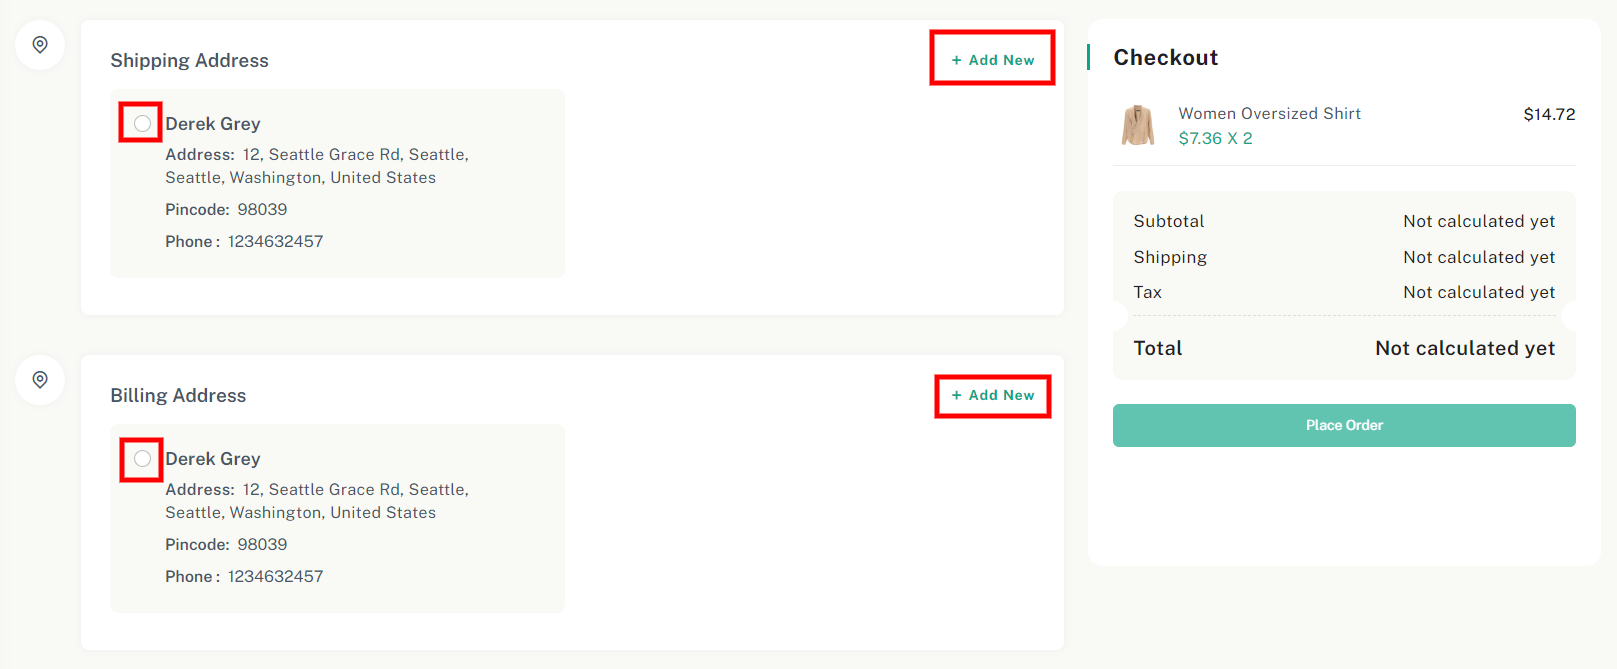 Shipping Address
+ Add New
Derek Grey
Address: 12, Seattle Grace Rd, Seattle,
Seattle, Washington, United States
Pincode: 98039
Phone : 1234632457
Billing Address
+ Add New
Derek Grey
Address: 12, Seattle Grace Rd, Seattle,
Seattle, Washington, United States
Pincode: 98039
Phone : 1234632457
Checkout
Women Oversized Shirt $14.72
$7.36 X 2
Subtotal Not calculated yet
Shipping Not calculated yet
Tax Not calculated yet
Total Not calculated yet
Place Order